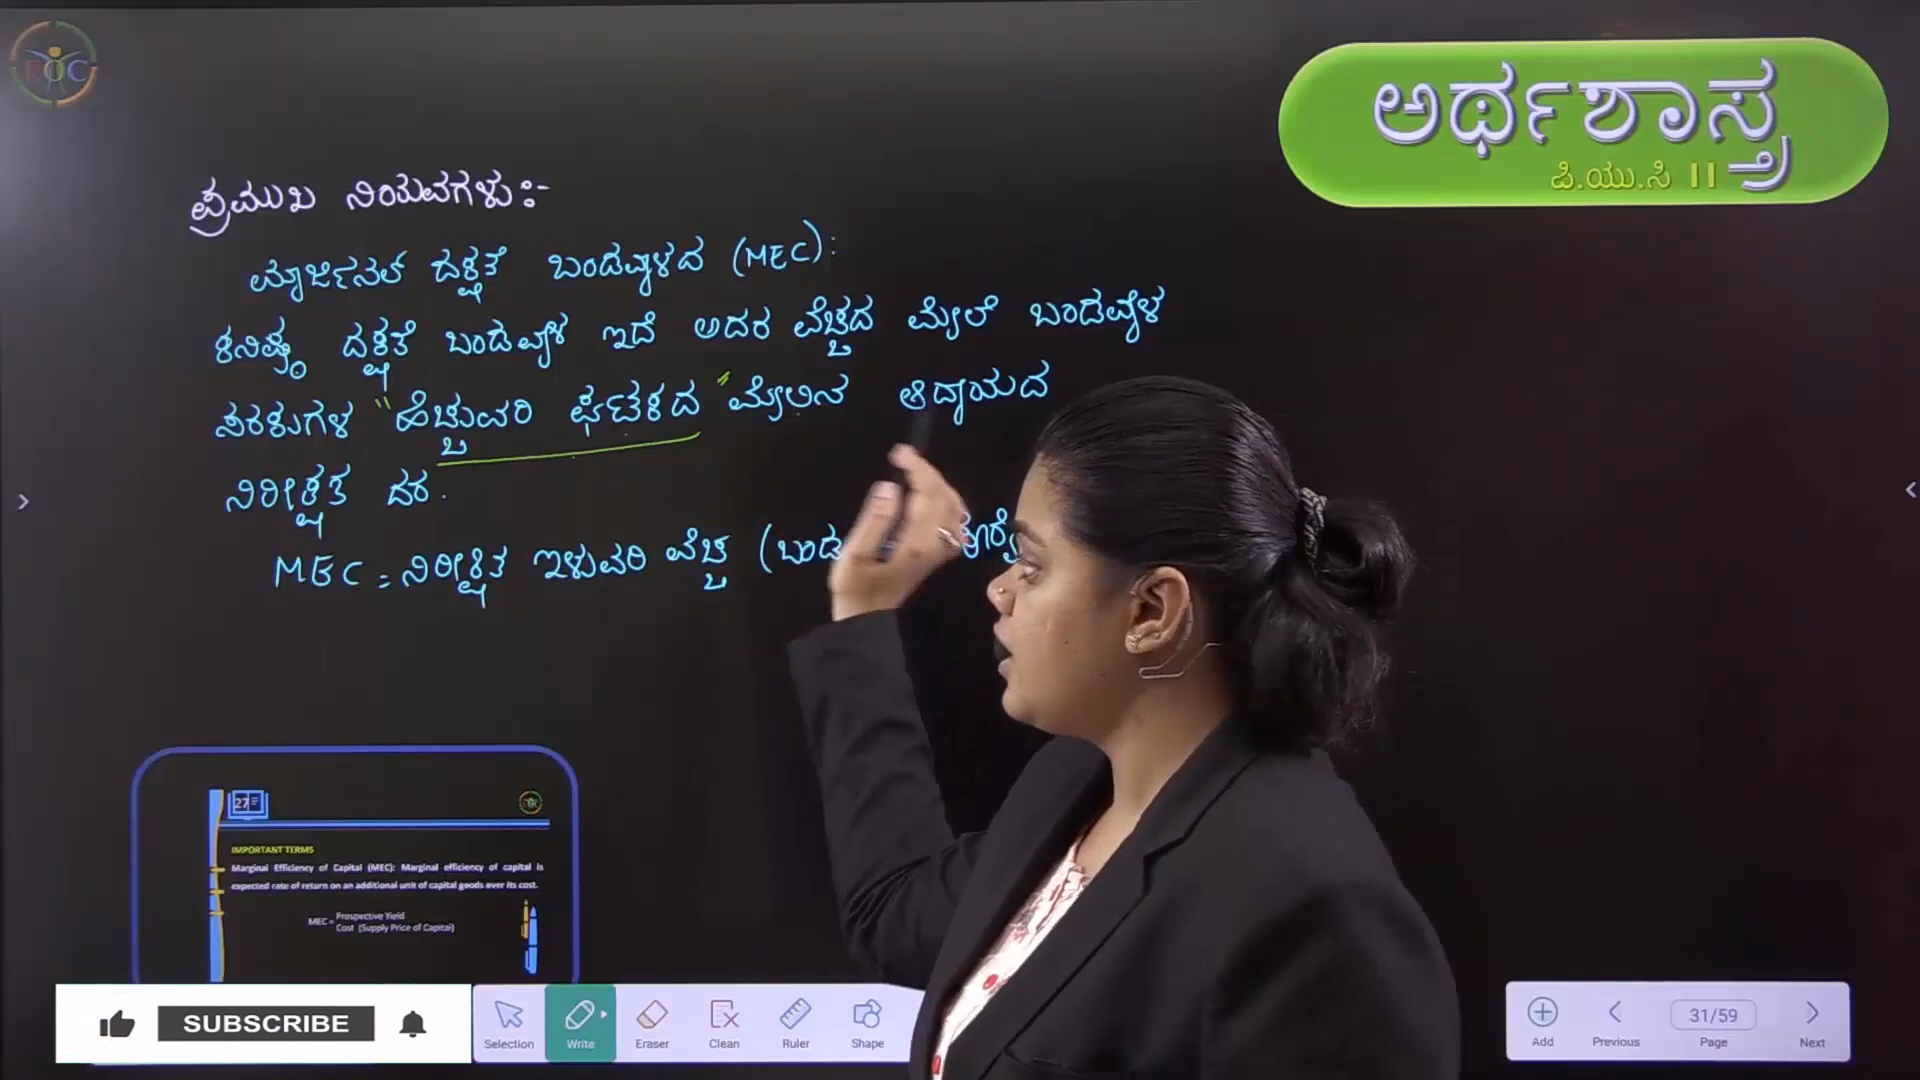 EOC
ಅರ್ಥಶಾಸ್ತ್ರ
ಪಿ.ಯು.ಸಿ II
ಪ್ರಮುಖ ನಿಯಮಗಳು:-
ಮಾರ್ಜಿನಲ್ ದಕ್ಷತೆ ಬಂಡವಾಳದ (MEC):
ಕನಿಷ್ಠ ದಕ್ಷತೆ ಬಂಡವಾಳ ಇದೆ ಅದರ ವೆಚ್ಚದ ಮೇಲೆ ಬಂಡವಾಳ
ಸರಕುಗಳ "ಹೆಚ್ಚುವರಿ ಘಟಕದ" ಮೇಲಿನ ಆದಾಯದ
ನಿರೀಕ್ಷಿತ ದರ.
MEC = ನಿರೀಕ್ಷಿತ ಇಳುವರಿ ವೆಚ್ಚ (ಬಂಡ
27
IMPORTANT TERMS
Marginal Efficiency of Capital (MEC): Marginal efficiency of capital is
expected rate of return on an additional unit of capital goods over its cost.
MEC = Prospective Yield
Cost (Supply Price of Capital)
SUBSCRIBE
Selection Write Eraser Clean Ruler Shape
31/59
Add Previous Page Next